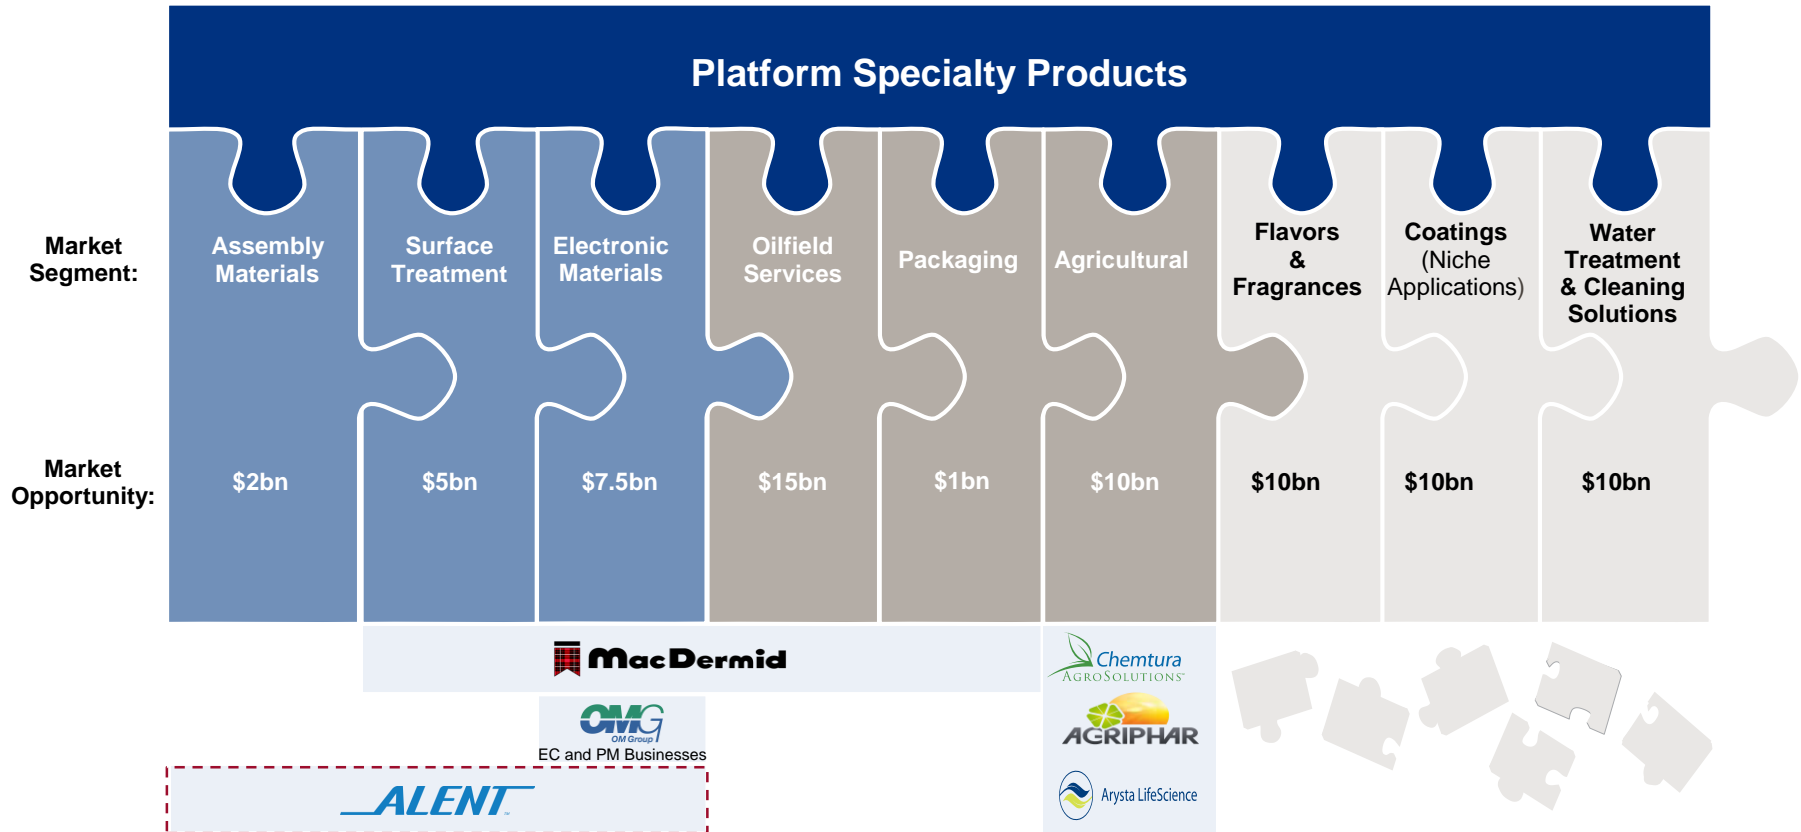 Platform Specialty Products
Market
Segment:
Assembly
Materials
Surface
Treatment
Electronic
Materials
Oilfield
Services
Packaging
Agricultural
Flavors
&
Fragrances
Coatings
(Niche
Applications)
Water
Treatment
& Cleaning
Solutions
Market
Opportunity:
$2bn
$5bn
$7.5bn
$15bn
$1bn
$10bn
$10bn
$10bn
$10bn
MacDermid
Chemtura
AGROSOLUTIONS™
OMG
OM Group
EC and PM Businesses
AGRIPHAR
ALENT™
Arysta LifeScience